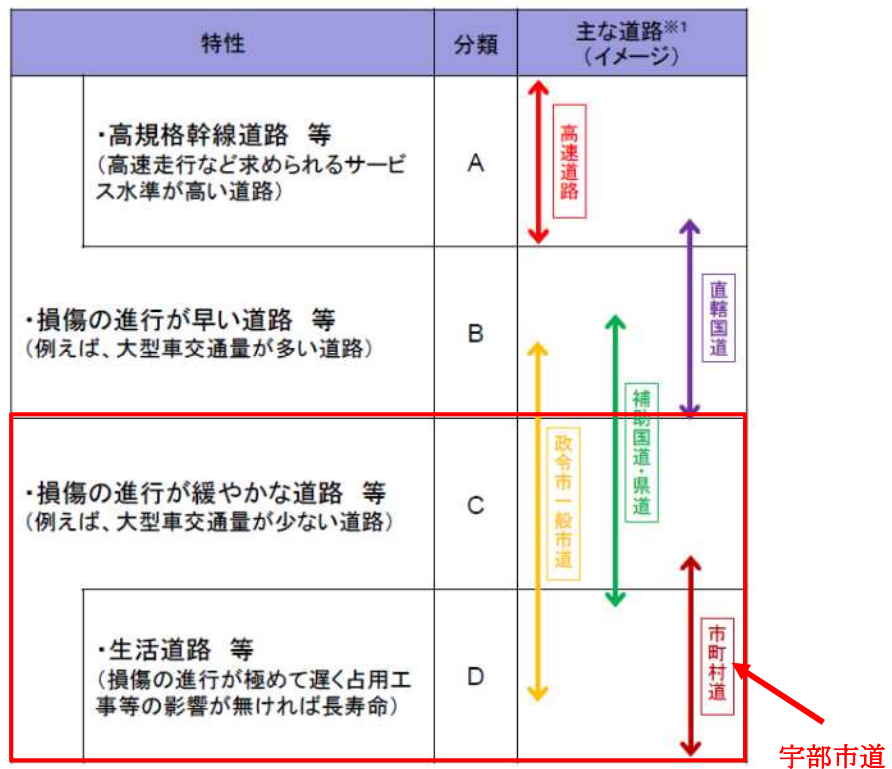 特性
分類
主な道路※1
（イメージ）
・高規格幹線道路　等
（高速走行など求められるサービ
ス水準が高い道路）
A
高速道路
・損傷の進行が早い道路　等
（例えば、大型車交通量が多い道路）
B
直轄国道
・損傷の進行が緩やかな道路　等
（例えば、大型車交通量が少ない道路）
C
政令市一般市道
補助国道・県道
・生活道路　等
（損傷の進行が極めて遅く占用工
事等の影響が無ければ長寿命）
D
市町村道
宇部市道